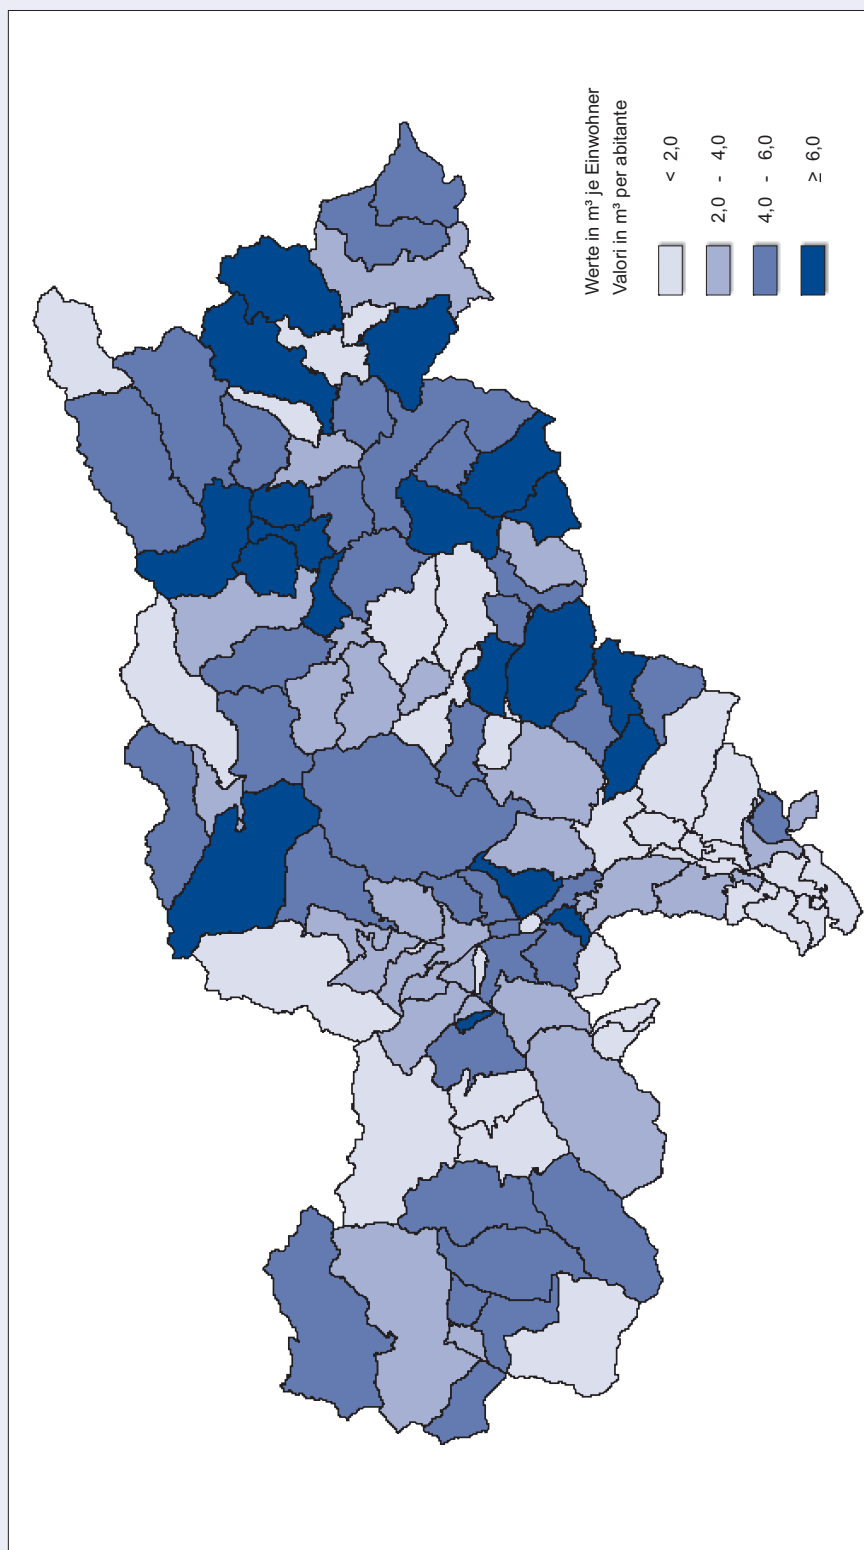 Werte in m³ je Einwohner
Valori in m³ per abitante
< 2,0
2,0 - 4,0
4,0 - 6,0
≥ 6,0